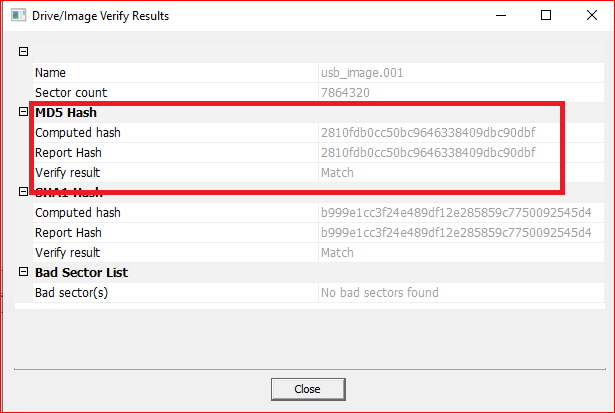 Drive/Image Verify Results
Name usb_image.001
Sector count 7864320
MD5 Hash
Computed hash 2810fdb0cc50bc9646338409dbc90dbf
Report Hash 2810fdb0cc50bc9646338409dbc90dbf
Verify result Match
SHA1 Hash
Computed hash b999e1cc3f24e489df12e285859c7750092545d4
Report Hash b999e1cc3f24e489df12e285859c7750092545d4
Verify result Match
Bad Sector List
Bad sector(s) No bad sectors found
Close